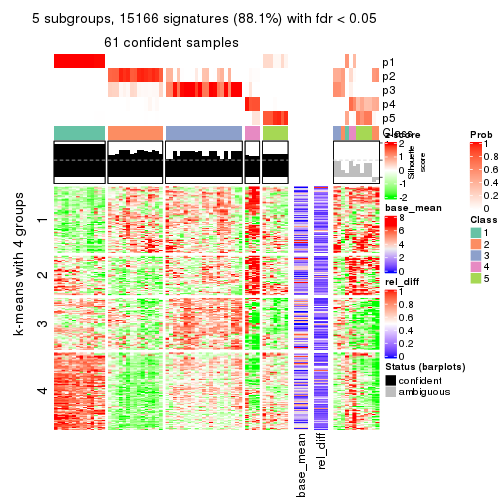 5 subgroups, 15166 signatures (88.1%) with fdr < 0.05
61 confident samples
p1
p2
p3
p4
p5
Class
Silhouette
score
k-means with 4 groups
1
2
3
4
base_mean
rel_diff
z-score
2
1
0
-1
-2
base_mean
8
6
4
2
0
rel_diff
1
0.8
0.6
0.4
0.2
0
Status (barplots)
confident
ambiguous
Prob
1
0.8
0.6
0.4
0.2
0
Class
1
2
3
4
5